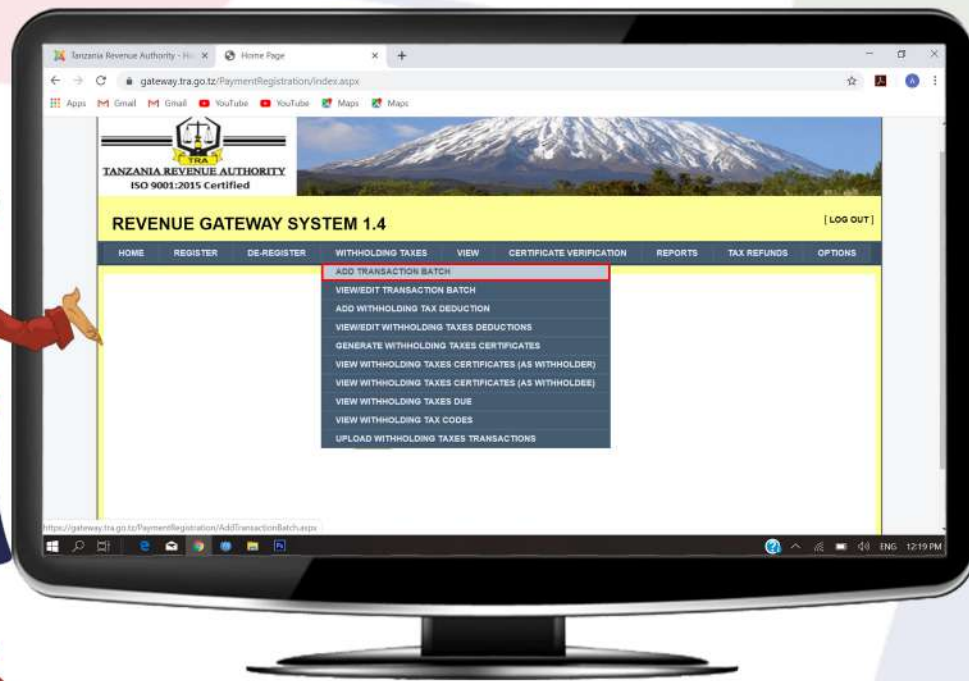 Tanzania Revenue Authority - Ho
Home Page
gateway.tra.go.tz/PaymentRegistration/index.aspx
Apps Gmail Gmail YouTube YouTube Maps Maps
TRA
TANZANIA REVENUE AUTHORITY
ISO 9001:2015 Certified
REVENUE GATEWAY SYSTEM 1.4
[ LOG OUT ]
HOME REGISTER DE-REGISTER WITHHOLDING TAXES VIEW CERTIFICATE VERIFICATION REPORTS TAX REFUNDS OPTIONS
ADD TRANSACTION BATCH
VIEW/EDIT TRANSACTION BATCH
ADD WITHHOLDING TAX DEDUCTION
VIEW/EDIT WITHHOLDING TAXES DEDUCTIONS
GENERATE WITHHOLDING TAXES CERTIFICATES
VIEW WITHHOLDING TAXES CERTIFICATES (AS WITHHOLDER)
VIEW WITHHOLDING TAXES CERTIFICATES (AS WITHHOLDEE)
VIEW WITHHOLDING TAXES DUE
VIEW WITHHOLDING TAX CODES
UPLOAD WITHHOLDING TAXES TRANSACTIONS
https://gateway.tra.go.tz/PaymentRegistration/AddTransactionBatch.aspx
ENG 12:19 PM